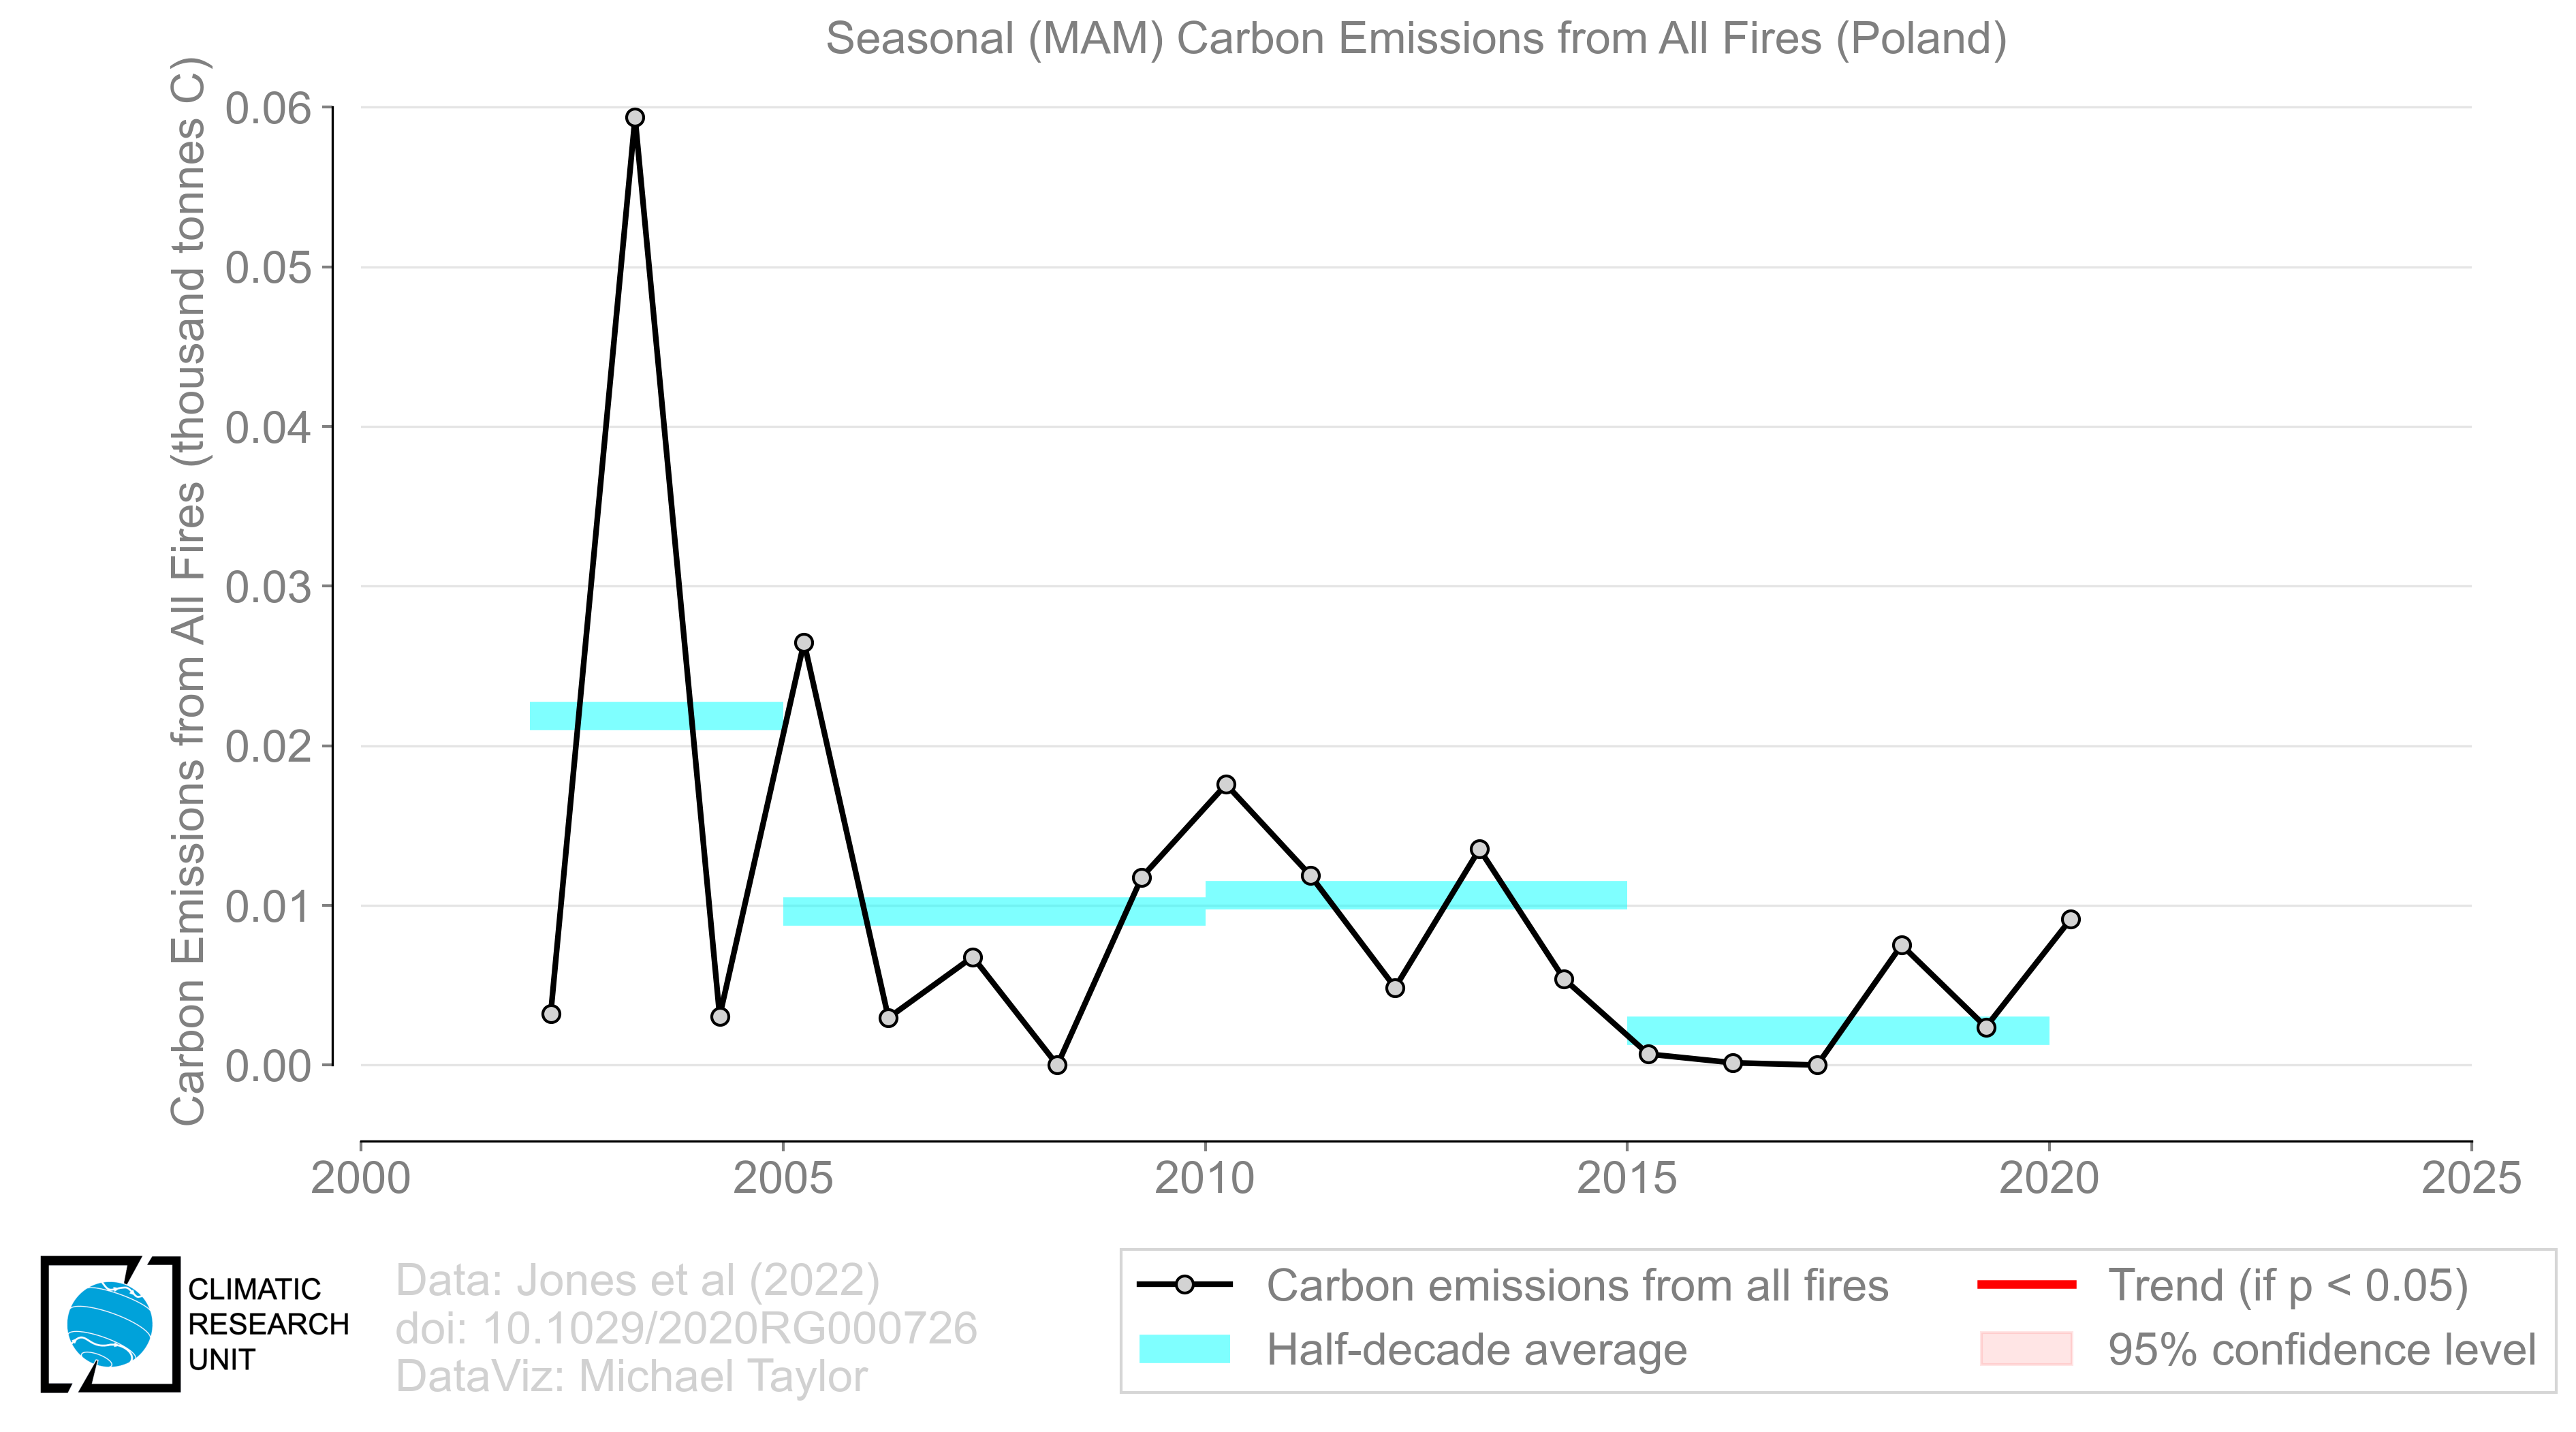 Seasonal (MAM) Carbon Emissions from All Fires (Poland)
Carbon Emissions from All Fires (thousand tonnes C)
0.06
0.05
0.04
0.03
0.02
0.01
0.00
2000 2005 2010 2015 2020 2025
CLIMATIC
RESEARCH
UNIT
Data: Jones et al (2022)
doi: 10.1029/2020RG000726
DataViz: Michael Taylor
Carbon emissions from all fires
Half-decade average
Trend (if p < 0.05)
95% confidence level